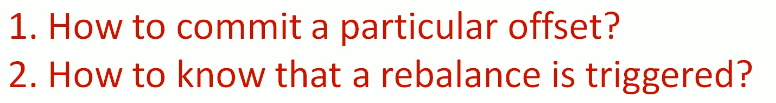 1. How to commit a particular offset?
2. How to know that a rebalance is triggered?